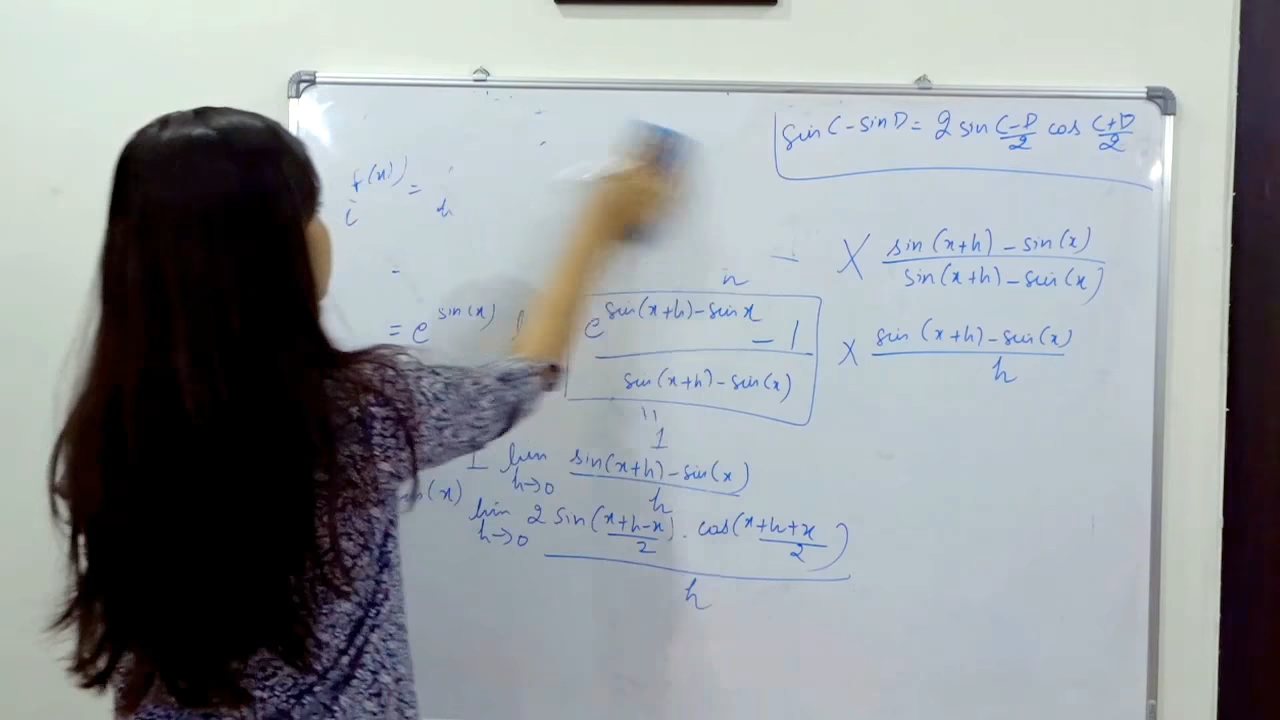 sin C - sin D = 2 sin C-D/2 cos C+D/2
f(x) =
h
X sin(x+h) - sin(x)/sin(x+h) - sin(x)
= e^sin(x) e^sin(x+h)-sin x - 1/sin(x+h) - sin(x) X sin(x+h) - sin(x)/h
"
1
1 lim h→0 sin(x+h) - sin(x)/h
(x) lim h→0 2 sin(x+h-x/2) . cos(x+h+x/2)/h